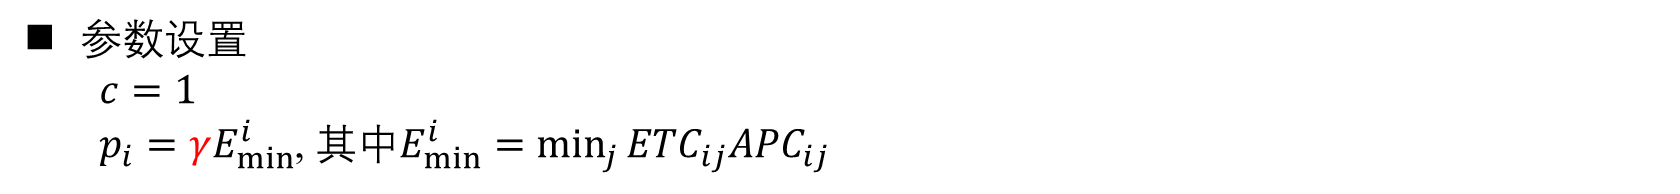 ■ 参数设置
c = 1
p_i = γE^i_min, 其中E^i_min = min_j ETC_ij APC_ij